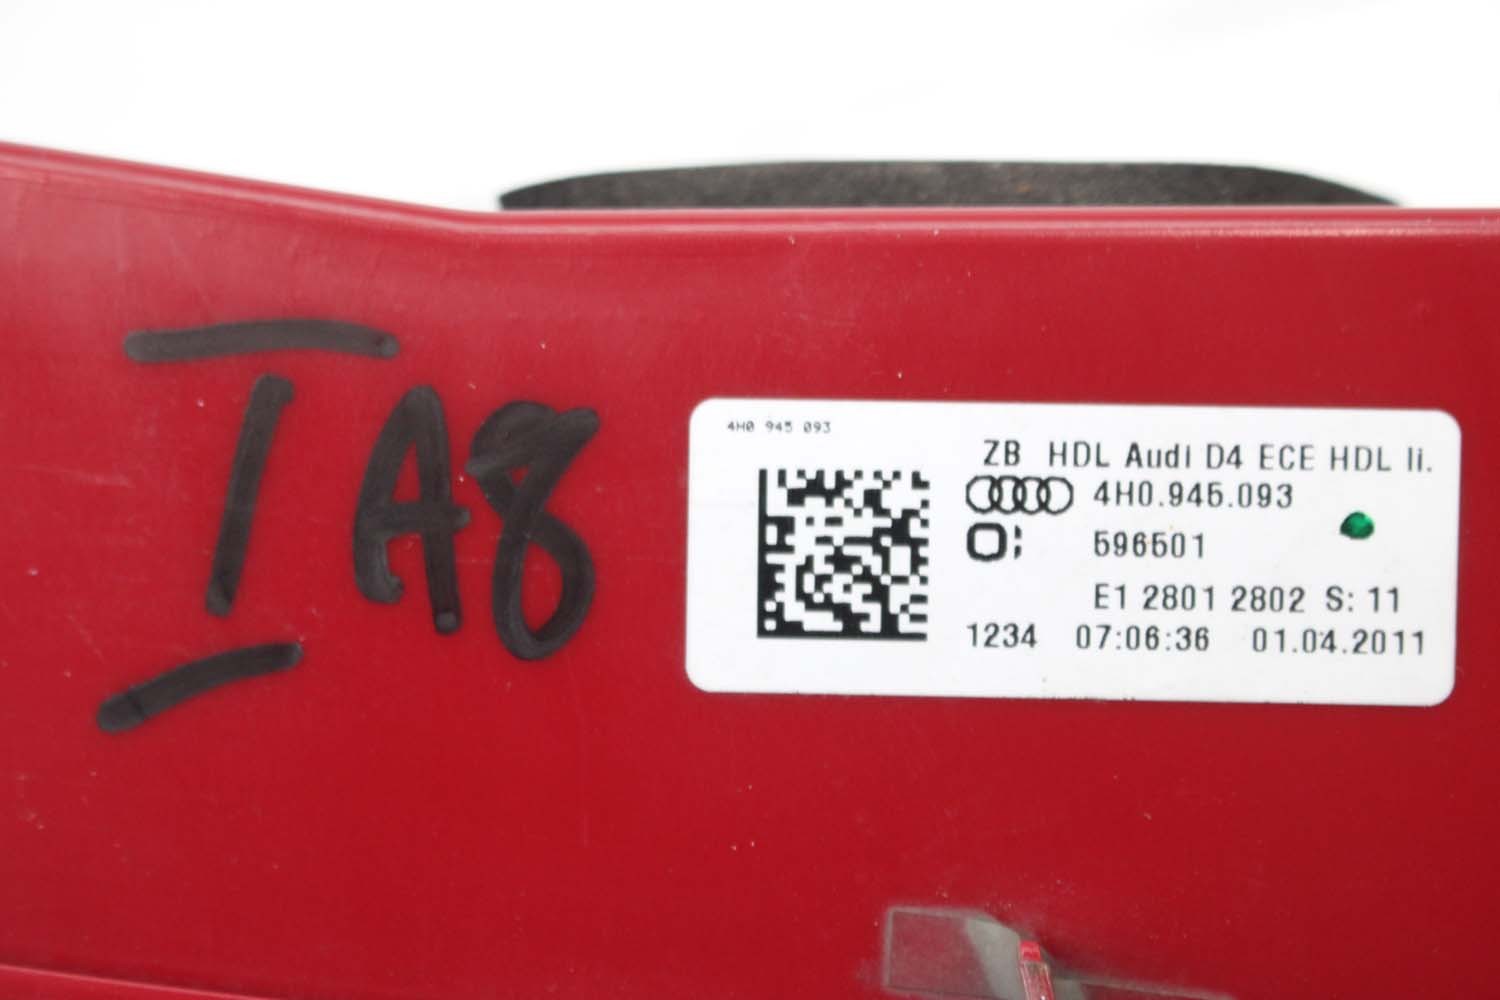 IA8
4H0 945 093
ZB HDL Audi D4 ECE HDL li.
4H0.945.093
596501
E1 2801 2802 S: 11
1234 07:06:36 01.04.2011